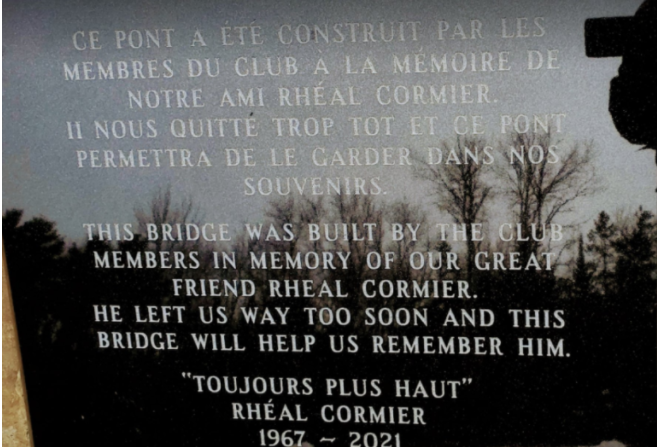 CE PONT A ÉTÉ CONSTRUIT PAR LES
MEMBRES DU CLUB À LA MÉMOIRE DE
NOTRE AMI RHÉAL CORMIER.
Il NOUS QUITTÉ TROP TOT ET CE PONT
PERMETTRA DE LE GARDER DANS NOS
SOUVENIRS.
THIS BRIDGE WAS BUILT BY THE CLUB
MEMBERS IN MEMORY OF OUR GREAT
FRIEND RHEAL CORMIER.
HE LEFT US WAY TOO SOON AND THIS
BRIDGE WILL HELP US REMEMBER HIM.
"TOUJOURS PLUS HAUT"
RHÉAL CORMIER
1967 ~ 2021